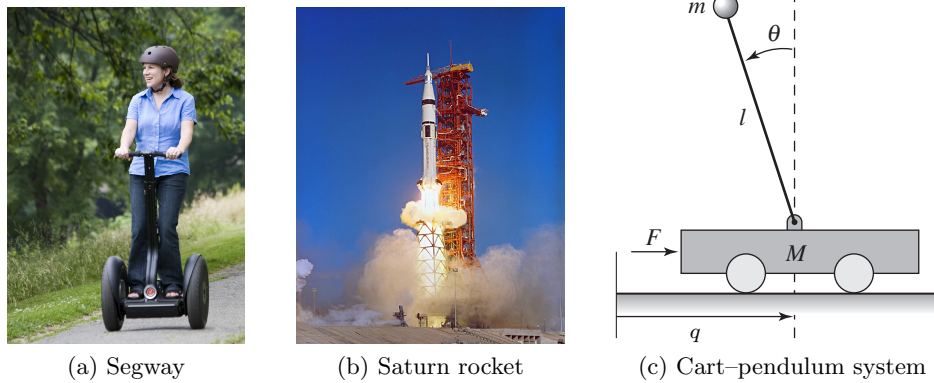 m
θ
l
F
M
q
(a) Segway
(b) Saturn rocket
(c) Cart–pendulum system